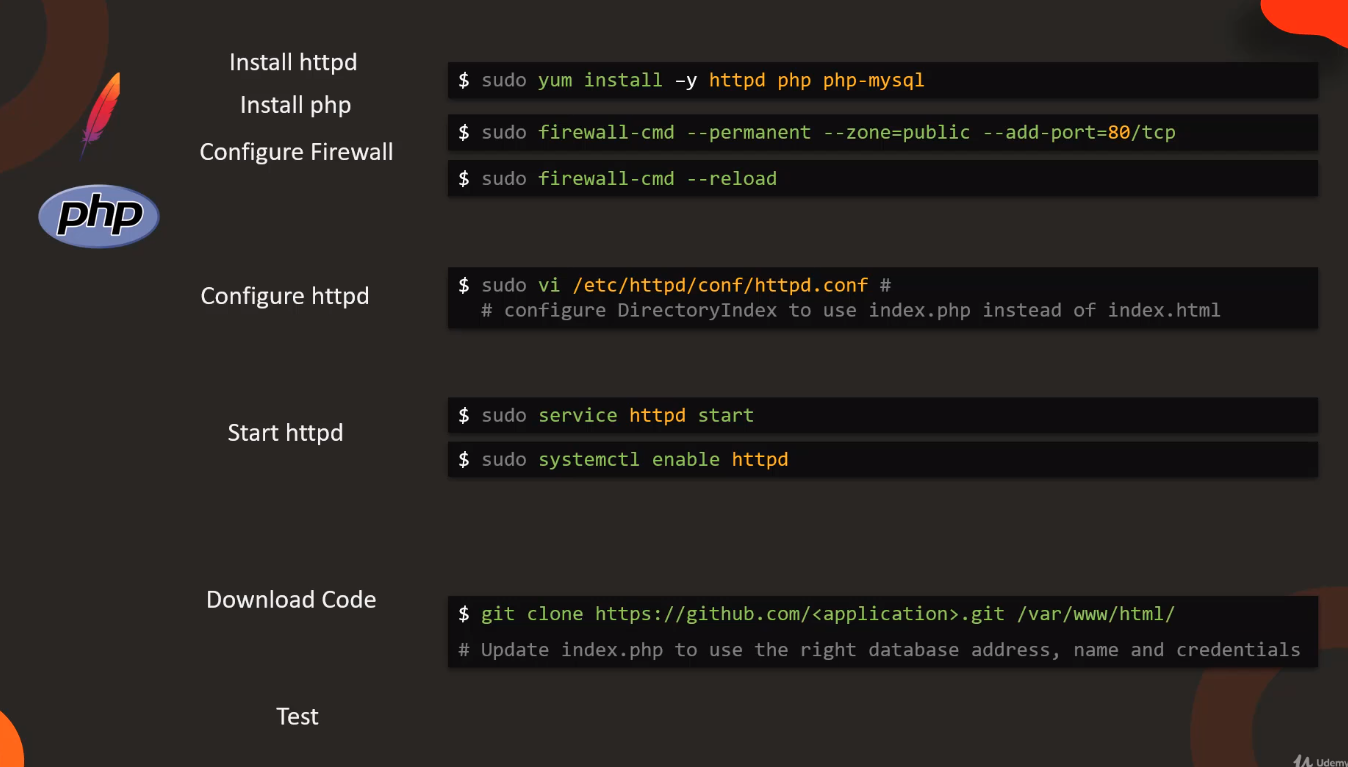 Install httpd
$ sudo yum install –y httpd php php-mysql
Install php
$ sudo firewall-cmd --permanent --zone=public --add-port=80/tcp
Configure Firewall
$ sudo firewall-cmd --reload
php
Configure httpd
$ sudo vi /etc/httpd/conf/httpd.conf #
# configure DirectoryIndex to use index.php instead of index.html
Start httpd
$ sudo service httpd start
$ sudo systemctl enable httpd
Download Code
$ git clone https://github.com/<application>.git /var/www/html/
# Update index.php to use the right database address, name and credentials
Test
Udemy